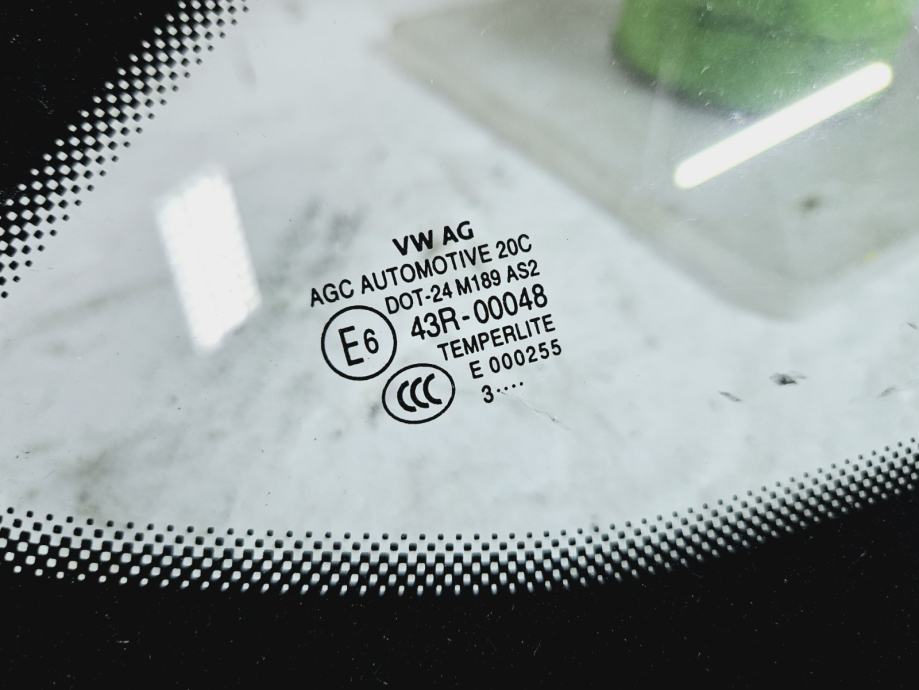 VW AG
AGC AUTOMOTIVE 20C
DOT-24 M189 AS2
E6 43R-00048
TEMPERLITE
E 000255
CCC
3....